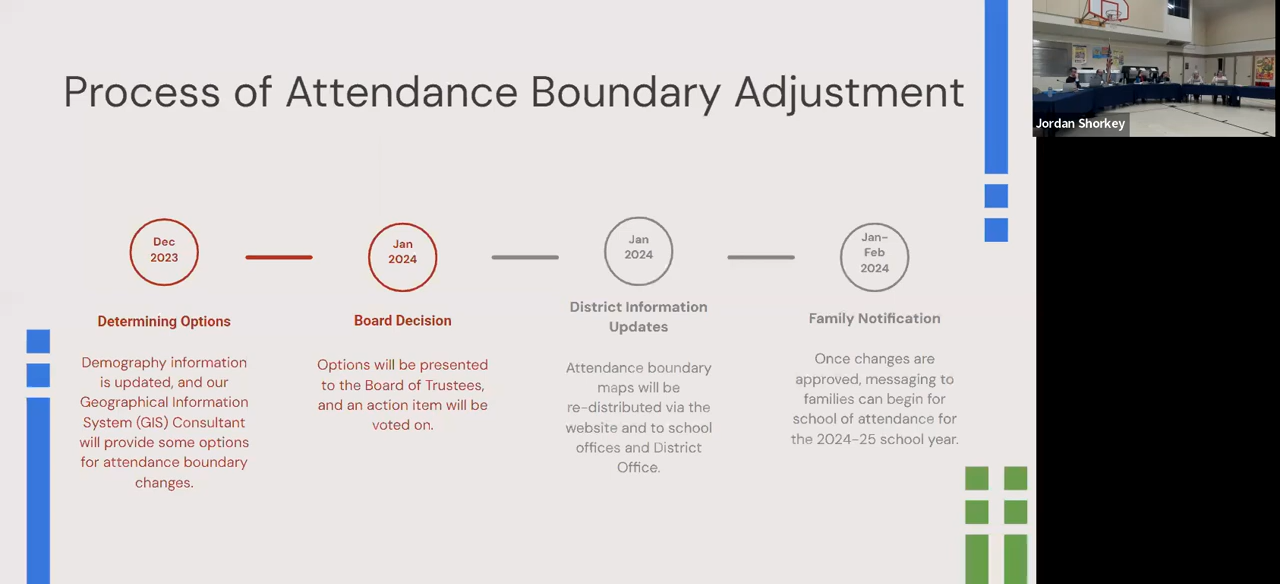 Process of Attendance Boundary Adjustment
Jordan Shorkey
Dec
2023
Determining Options
Demography information
is updated, and our
Geographical Information
System (GIS) Consultant
will provide some options
for attendance boundary
changes.
Jan
2024
Board Decision
Options will be presented
to the Board of Trustees,
and an action item will be
voted on.
Jan
2024
District Information
Updates
Attendance boundary
maps will be
re-distributed via the
website and to school
offices and District
Office.
Jan-
Feb
2024
Family Notification
Once changes are
approved, messaging to
families can begin for
school of attendance for
the 2024-25 school year.